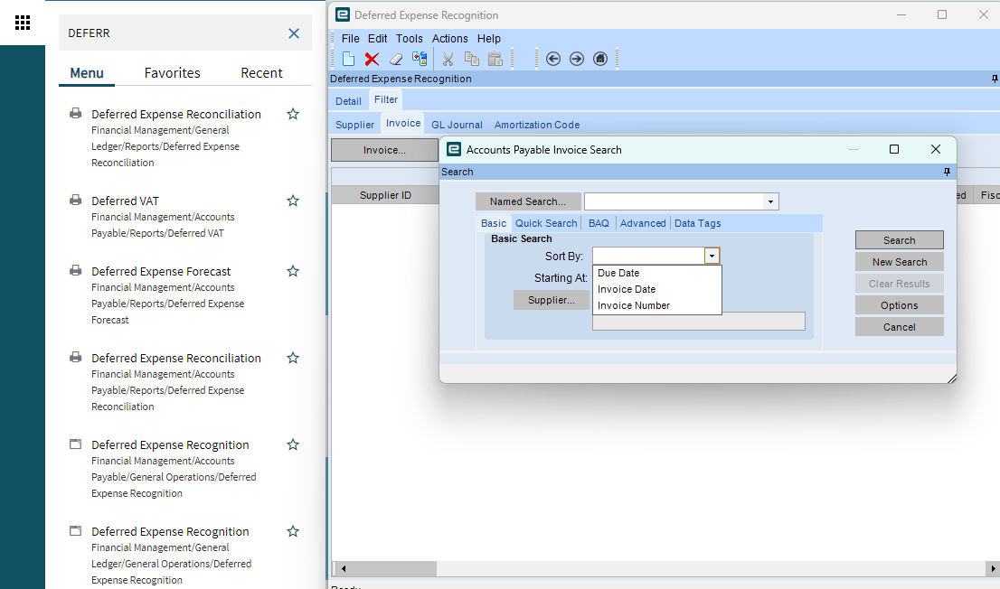 DEFERR
Menu Favorites Recent
Deferred Expense Reconciliation
Financial Management/General
Ledger/Reports/Deferred Expense
Reconciliation
Deferred VAT
Financial Management/Accounts
Payable/Reports/Deferred VAT
Deferred Expense Forecast
Financial Management/Accounts
Payable/Reports/Deferred Expense
Forecast
Deferred Expense Reconciliation
Financial Management/Accounts
Payable/Reports/Deferred Expense
Reconciliation
Deferred Expense Recognition
Financial Management/Accounts
Payable/General Operations/Deferred
Expense Recognition
Deferred Expense Recognition
Financial Management/General
Ledger/General Operations/Deferred
Expense Recognition
Deferred Expense Recognition
File Edit Tools Actions Help
Deferred Expense Recognition
Detail Filter
Supplier Invoice GL Journal Amortization Code
Invoice...
Supplier ID
ed Fisc
Accounts Payable Invoice Search
Search
Named Search...
Basic Quick Search BAQ Advanced Data Tags
Basic Search
Sort By:
Due Date
Invoice Date
Invoice Number
Starting At:
Supplier...
Search
New Search
Clear Results
Options
Cancel
Ready